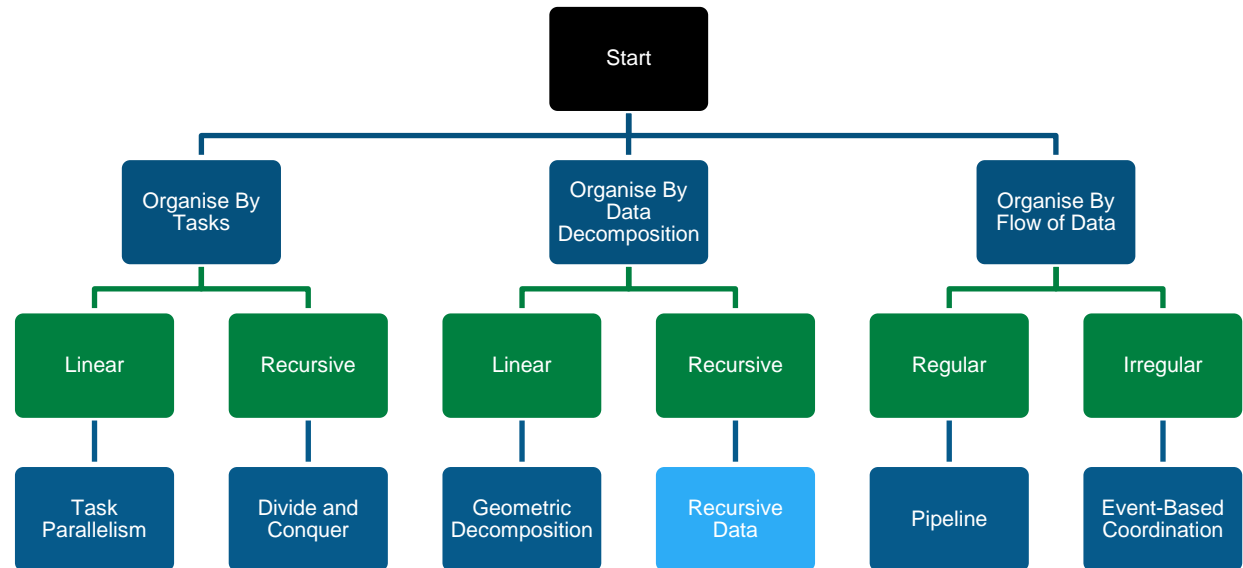 Start
Organise By
Tasks
Organise By
Data
Decomposition
Organise By
Flow of Data
Linear
Recursive
Linear
Recursive
Regular
Irregular
Task
Parallelism
Divide and
Conquer
Geometric
Decomposition
Recursive
Data
Pipeline
Event-Based
Coordination